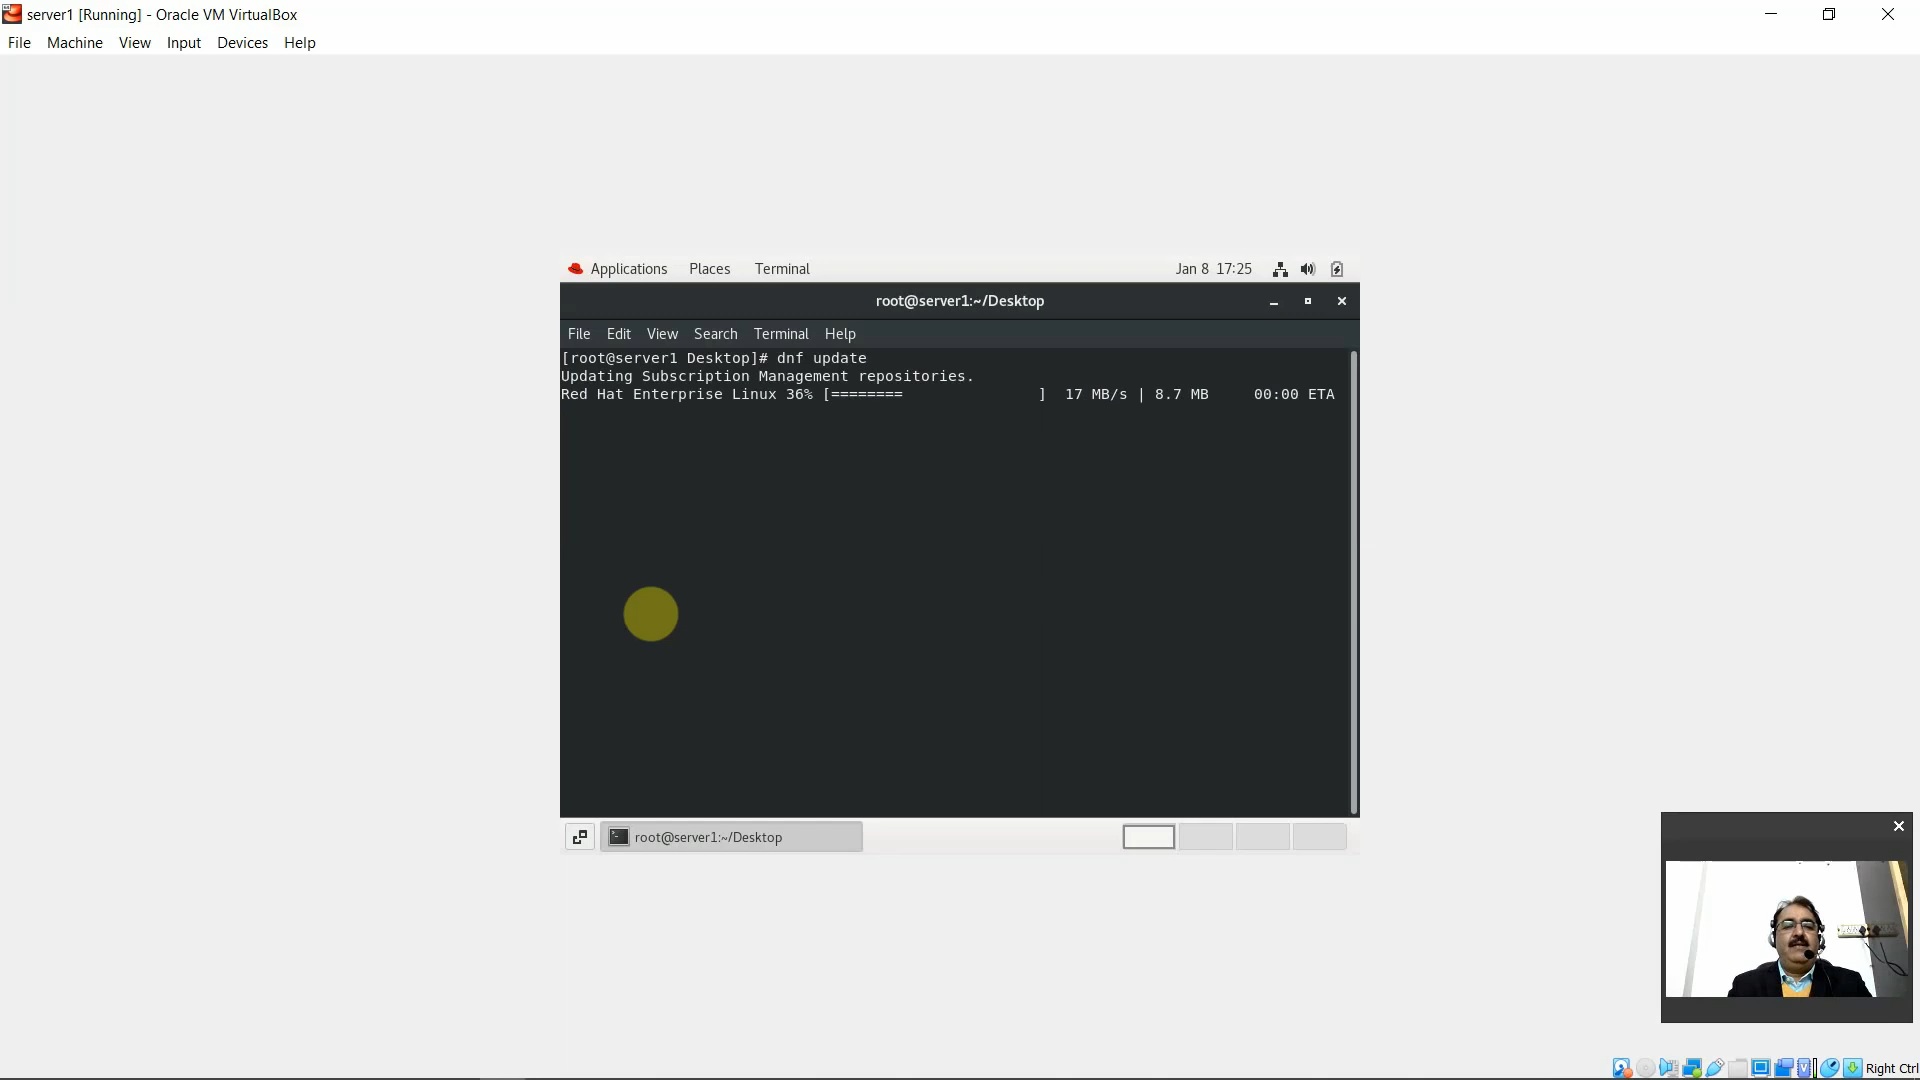 server1 [Running] - Oracle VM VirtualBox
File Machine View Input Devices Help
Applications Places Terminal Jan 8 17:25
root@server1:~/Desktop
File Edit View Search Terminal Help
[root@server1 Desktop]# dnf update
Updating Subscription Management repositories.
Red Hat Enterprise Linux 36% [======== ] 17 MB/s | 8.7 MB 00:00 ETA
root@server1:~/Desktop
Right Ctrl